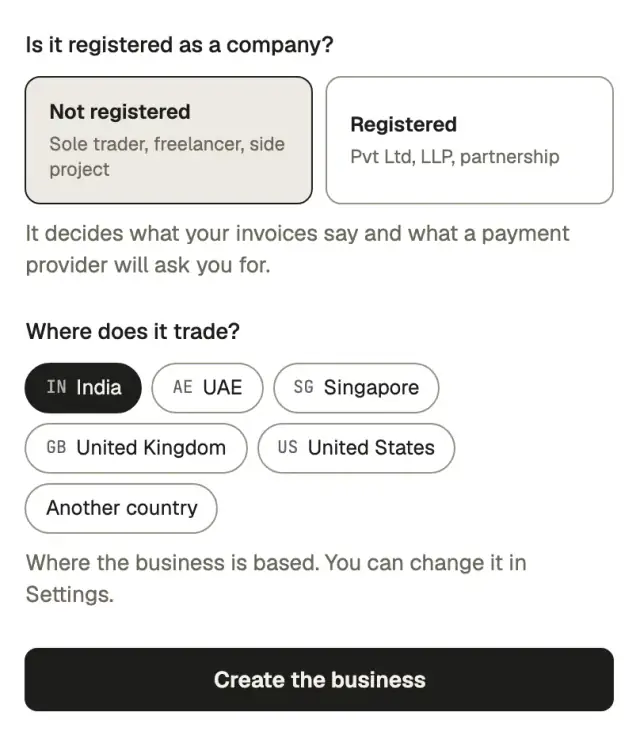 Is it registered as a company?
Not registered
Sole trader, freelancer, side
project
Registered
Pvt Ltd, LLP, partnership
It decides what your invoices say and what a payment
provider will ask you for.
Where does it trade?
IN India
AE UAE
SG Singapore
GB United Kingdom
US United States
Another country
Where the business is based. You can change it in
Settings.
Create the business